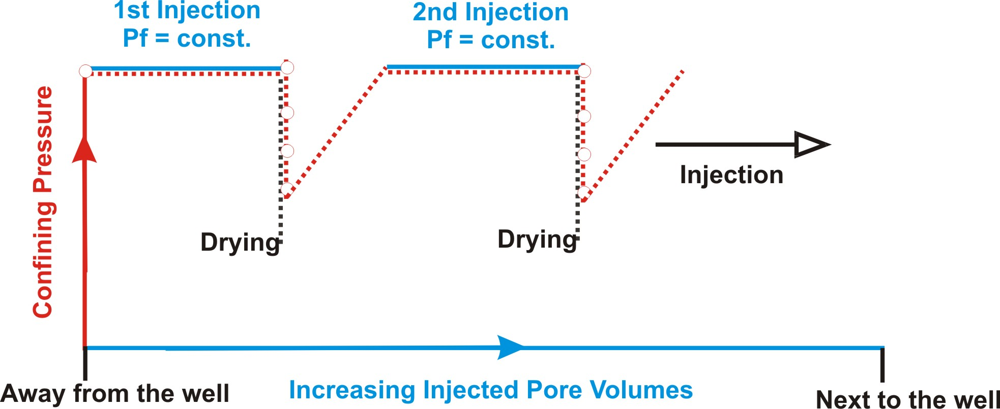 1st Injection
Pf = const.
2nd Injection
Pf = const.
Confining Pressure
Injection
Drying
Drying
Away from the well
Increasing Injected Pore Volumes
Next to the well